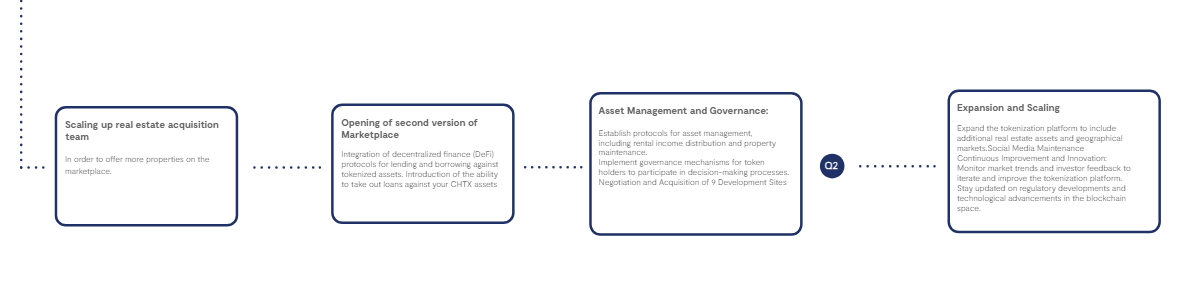 Scaling up real estate acquisition
team
In order to offer more properties on the
marketplace.
Opening of second version of
Marketplace
Integration of decentralized finance (DeFi)
protocols for lending and borrowing against
tokenized assets. Introduction of the ability
to take out loans against your CHTX assets
Asset Management and Governance:
Establish protocols for asset management,
including rental income distribution and property
maintenance.
Implement governance mechanisms for token
holders to participate in decision-making processes.
Negotiation and Acquisition of 9 Development Sites
Q2
Expansion and Scaling
Expand the tokenization platform to include
additional real estate assets and geographical
markets.Social Media Maintenance
Continuous Improvement and Innovation:
Monitor market trends and investor feedback to
iterate and improve the tokenization platform.
Stay updated on regulatory developments and
technological advancements in the blockchain
space.